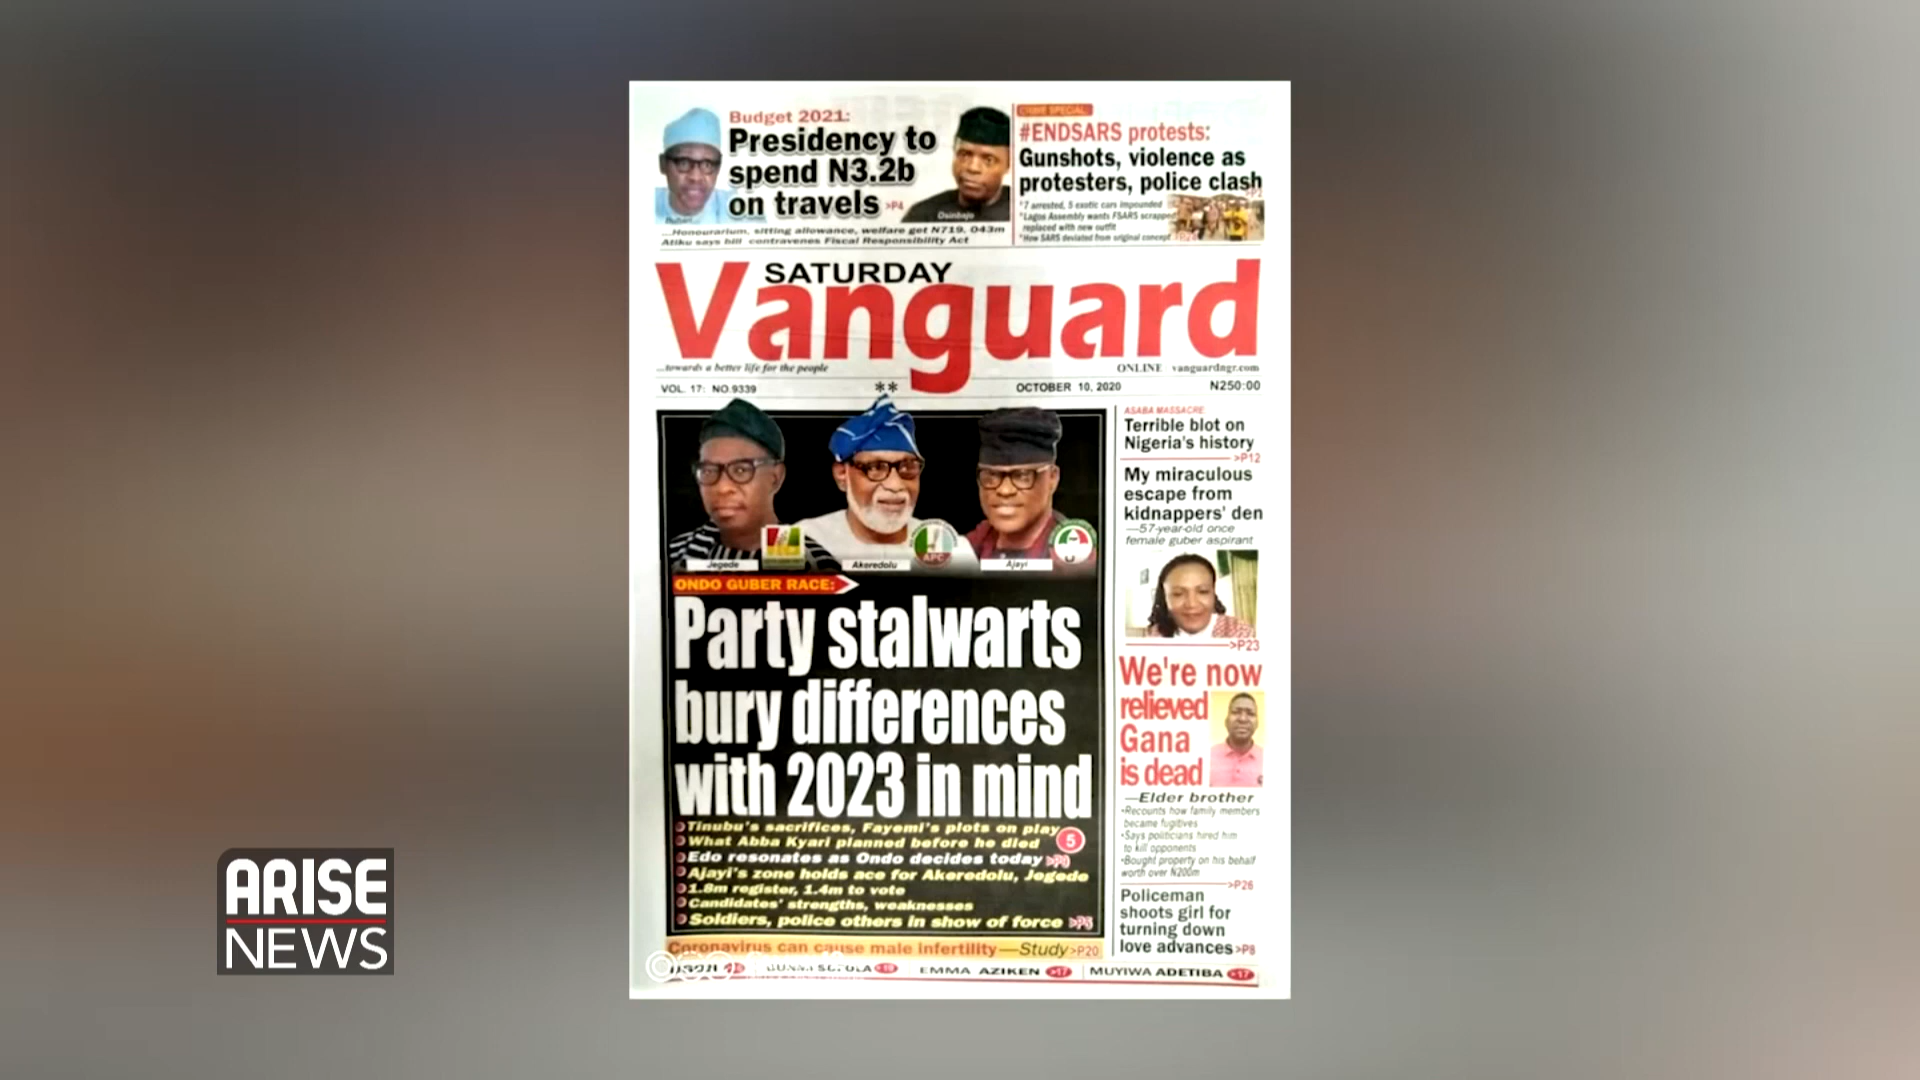 Budget 2021:
Presidency to
spend N3.2b
on travels >P4
Buhari...
Osinbajo
...Honourarium, sitting allowance, welfare get N719. 043m
Atiku says bill contravenes Fiscal Responsibility Act
CRIME SPECIAL:
#ENDSARS protests:
Gunshots, violence as
protesters, police clash
*7 arrested, 5 exotic cars impounded
*Lagos Assembly wants FSARS scrapped
replaced with new outfit
*How SARS deviated from original concept
SATURDAY
Vanguard
...towards a better life for the people
ONLINE vanguardngr.com
VOL. 17: NO.9339
**
OCTOBER 10, 2020
N250:00
Jegede
Akeredolu
APC
Ajayi
ONDO GUBER RACE:
Party stalwarts
bury differences
with 2023 in mind
Tinubu's sacrifices, Fayemi's plots on play
What Abba Kyari planned before he died
5
Edo resonates as Ondo decides today
Ajayi's zone holds ace for Akeredolu, Jegede
1.8m register, 1.4m to vote
Candidates' strengths, weaknesses
Soldiers, police others in show of force >P5
Coronavirus can cause male infertility—Study >P20
ASABA MASSACRE
Terrible blot on
Nigeria's history
>P12
My miraculous
escape from
kidnappers' den
—57-year-old once
female guber aspirant
>P23
We're now
relieved
Gana
is dead
—Elder brother
•Recounts how family members
became fugitives
•Says politicians hired him
to kill opponents
•Bought property on his behalf
worth over N200m
>P26
Policeman
shoots girl for
turning down
love advances >P8
EMMA AZIKEN >17
MUYIWA ADETIBA >17
ARISE
NEWS